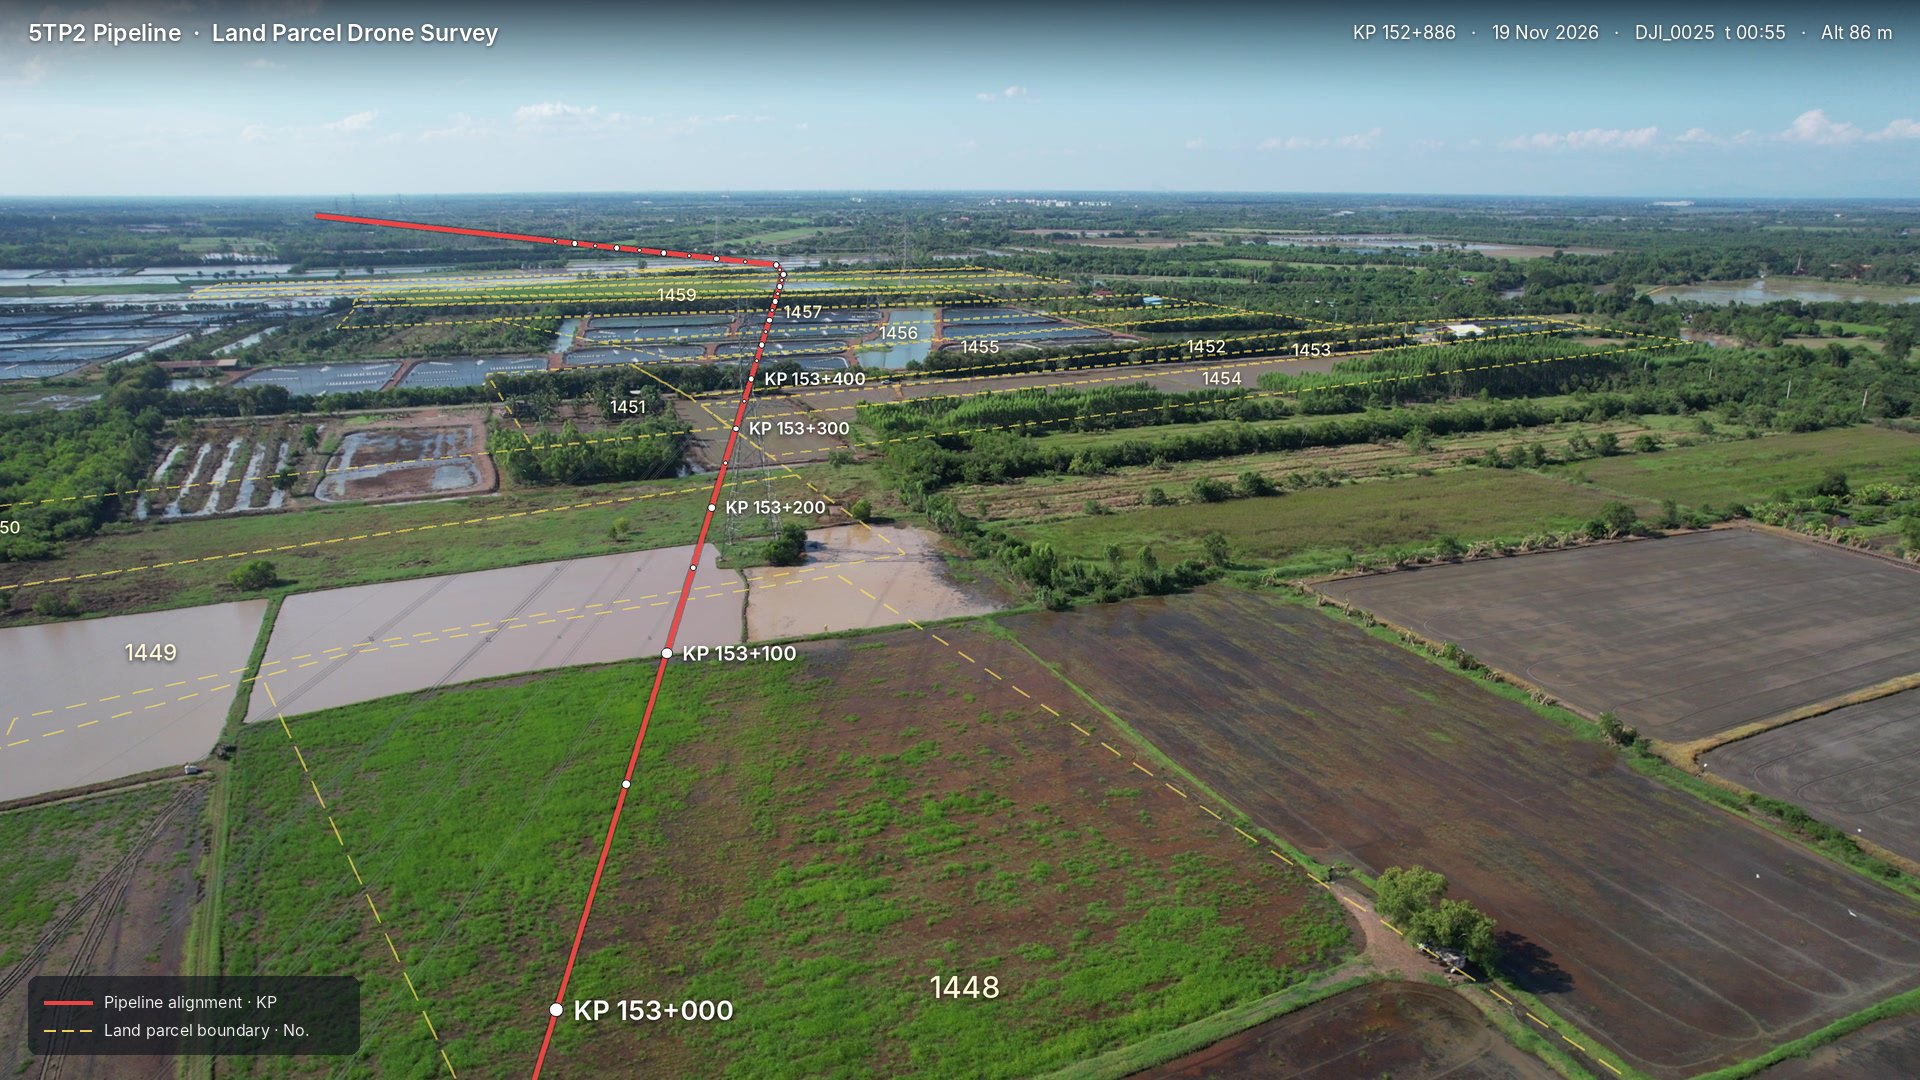 5TP2 Pipeline · Land Parcel Drone Survey
KP 152+886 · 19 Nov 2026 · DJI_0025 t 00:55 · Alt 86 m
1459
1457
1456
1455
1452
1453
1454
KP 153+400
1451
KP 153+300
KP 153+200
50
1449
KP 153+100
1448
KP 153+000
Pipeline alignment · KP
Land parcel boundary · No.